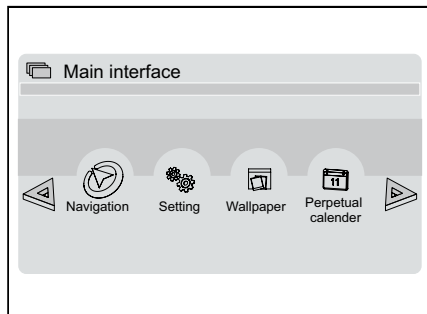 Main interface
11
Navigation
Setting
Wallpaper
Perpetual
calender